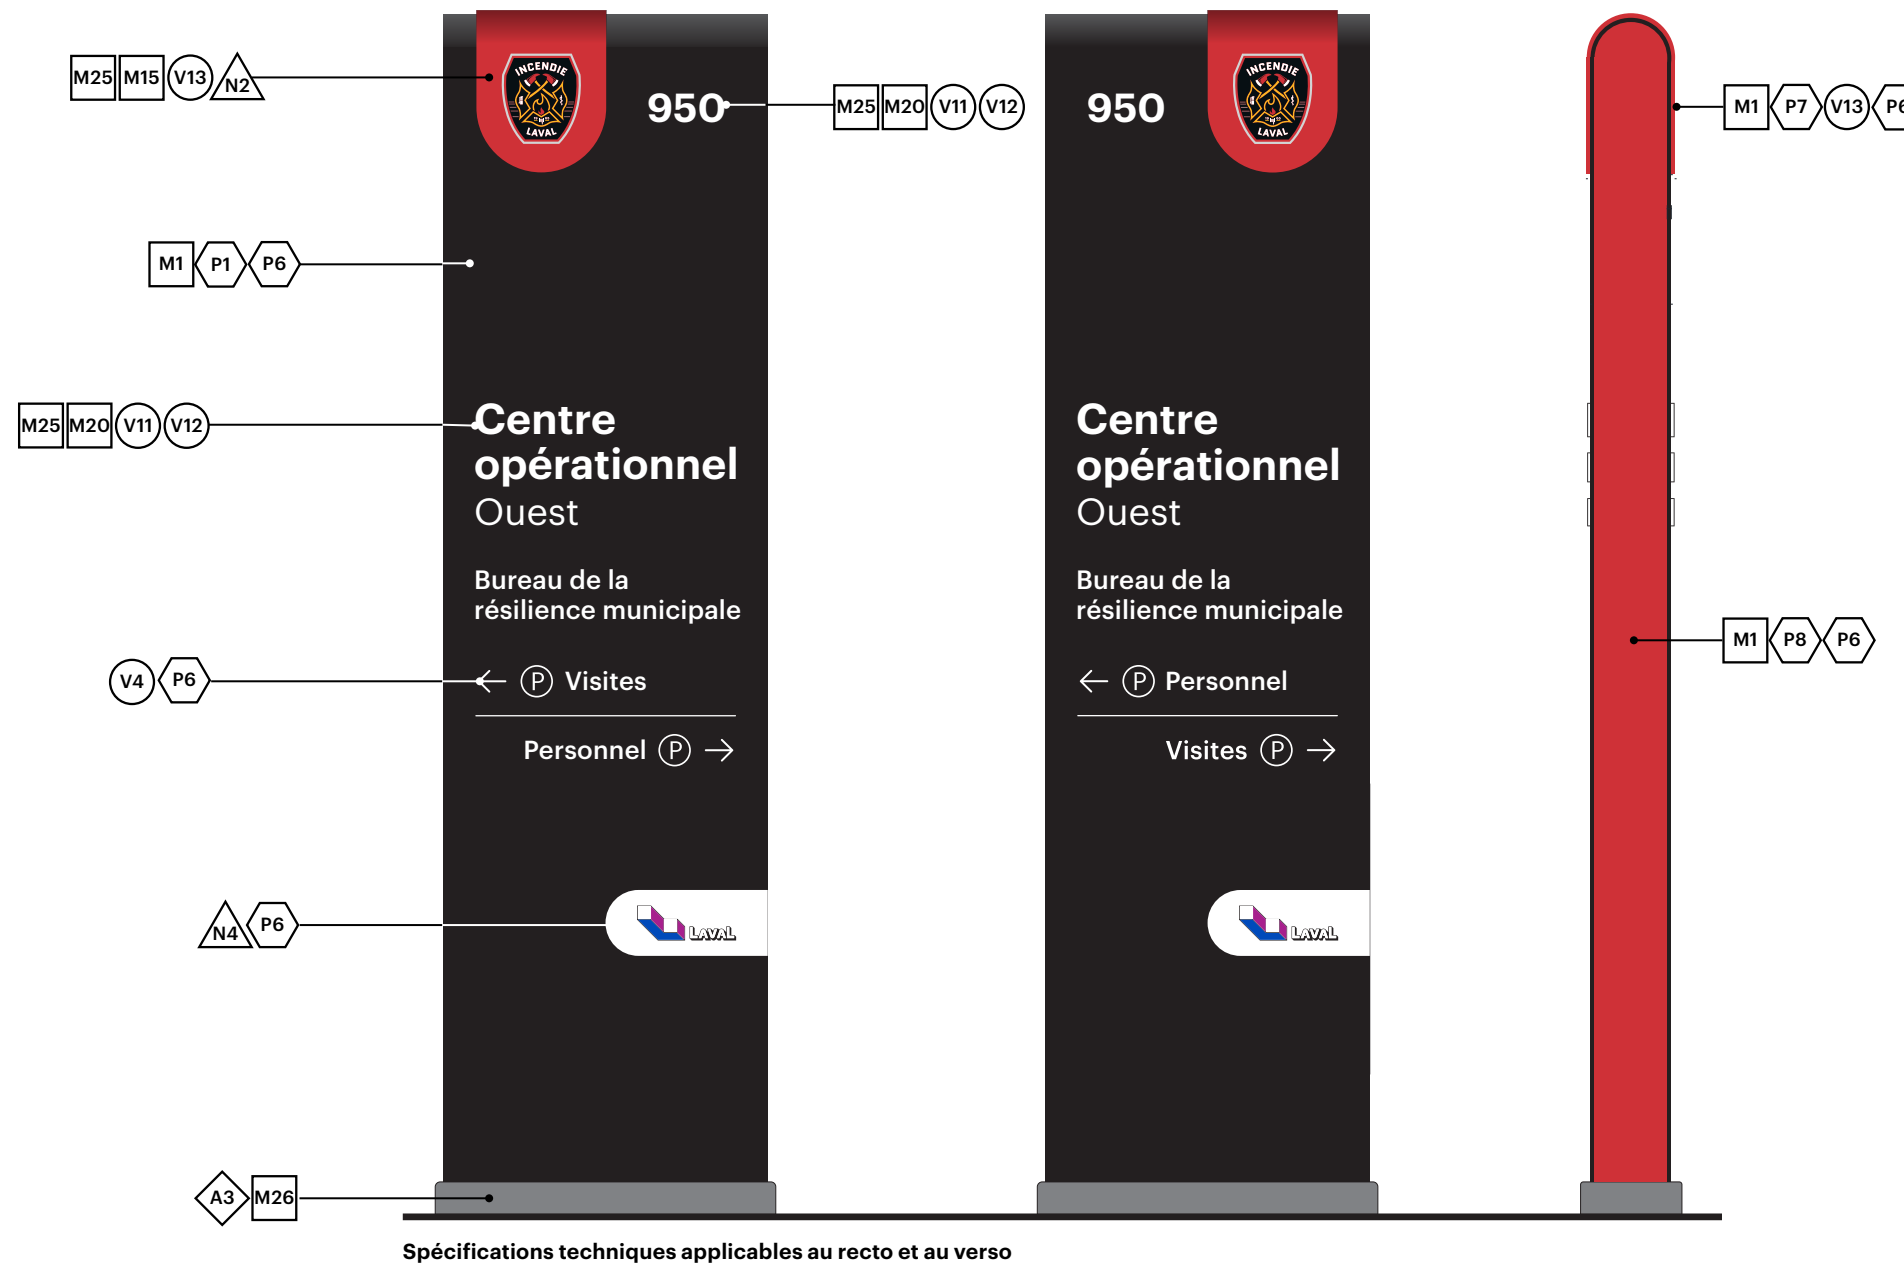 M25 M15 V13 N2
INCENDIE
LAVAL
950
M25 M20 V11 V12
950
INCENDIE
LAVAL
M1 P7 V13 P6
M1 P1 P6
M25 M20 V11 V12
Centre
opérationnel
Ouest
Bureau de la
résilience municipale
V4 P6
← P Visites
Personnel P →
N4 P6
LAVAL
A3 M26
Centre
opérationnel
Ouest
Bureau de la
résilience municipale
← P Personnel
Visites P →
LAVAL
M1 P8 P6
Spécifications techniques applicables au recto et au verso